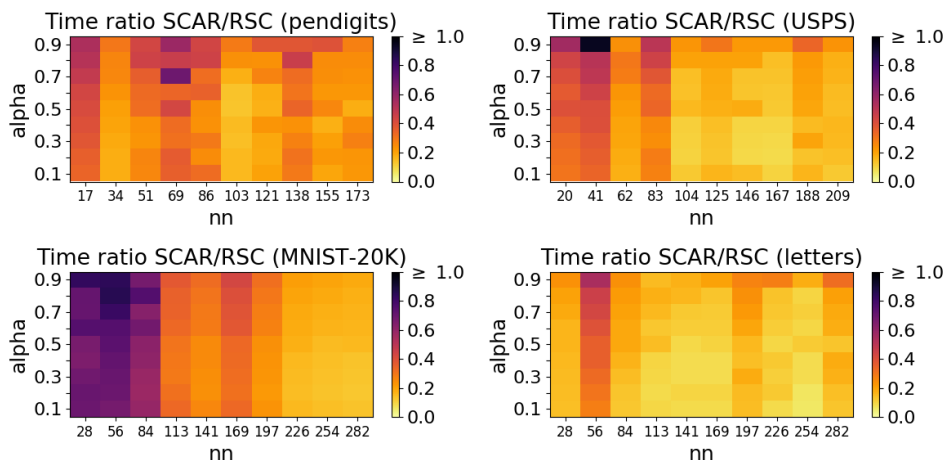 Time ratio SCAR/RSC (pendigits)
alpha
0.9
0.7
0.5
0.3
0.1
17 34 51 69 86 103 121 138 155 173
nn
≥ 1.0
0.8
0.6
0.4
0.2
0.0
Time ratio SCAR/RSC (USPS)
alpha
0.9
0.7
0.5
0.3
0.1
20 41 62 83 104 125 146 167 188 209
nn
≥ 1.0
0.8
0.6
0.4
0.2
0.0
Time ratio SCAR/RSC (MNIST-20K)
alpha
0.9
0.7
0.5
0.3
0.1
28 56 84 113 141 169 197 226 254 282
nn
≥ 1.0
0.8
0.6
0.4
0.2
0.0
Time ratio SCAR/RSC (letters)
alpha
0.9
0.7
0.5
0.3
0.1
28 56 84 113 141 169 197 226 254 282
nn
≥ 1.0
0.8
0.6
0.4
0.2
0.0